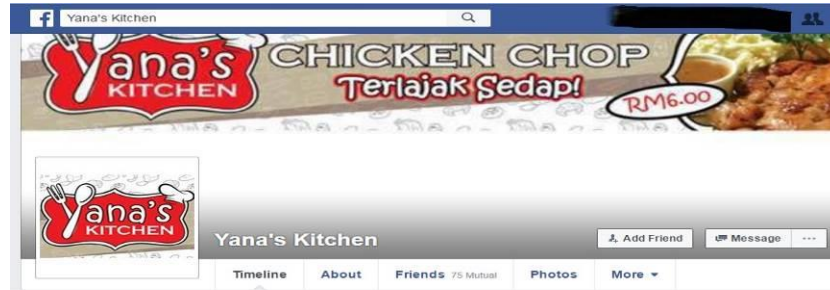 f Yana's Kitchen
Yana's KITCHEN
CHICKEN CHOP
Terlajak Sedap!
RM6.00
Yana's KITCHEN
Yana's Kitchen
Add Friend Message ...
Timeline About Friends 75 Mutual Photos More